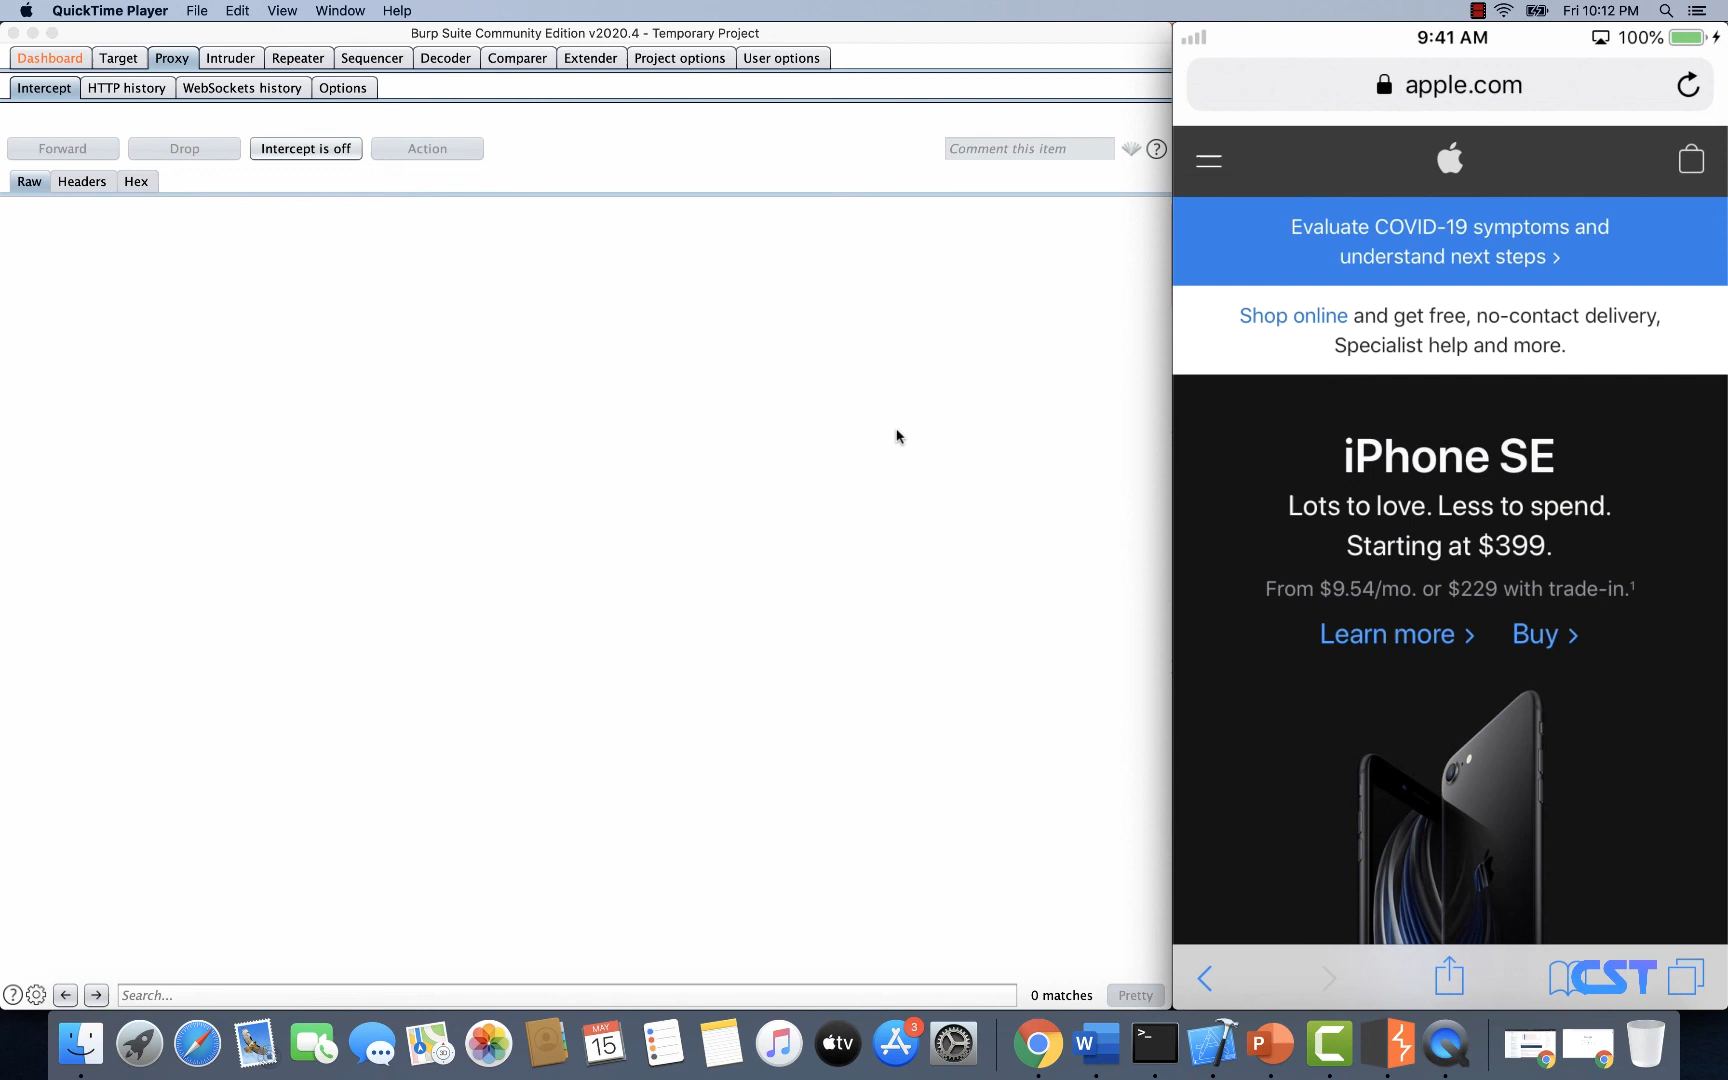 QuickTime Player File Edit View Window Help
Fri 10:12 PM
Burp Suite Community Edition v2020.4 - Temporary Project
Dashboard Target Proxy Intruder Repeater Sequencer Decoder Comparer Extender Project options User options
Intercept HTTP history WebSockets history Options
Forward Drop Intercept is off Action
Comment this item ?
Raw Headers Hex
? Search... 0 matches Pretty
9:41 AM 100%
apple.com
Evaluate COVID-19 symptoms and
understand next steps >
Shop online and get free, no-contact delivery,
Specialist help and more.
iPhone SE
Lots to love. Less to spend.
Starting at $399.
From $9.54/mo. or $229 with trade-in.¹
Learn more > Buy >
CST
3D MAY 15 tv 3 W >_ P C